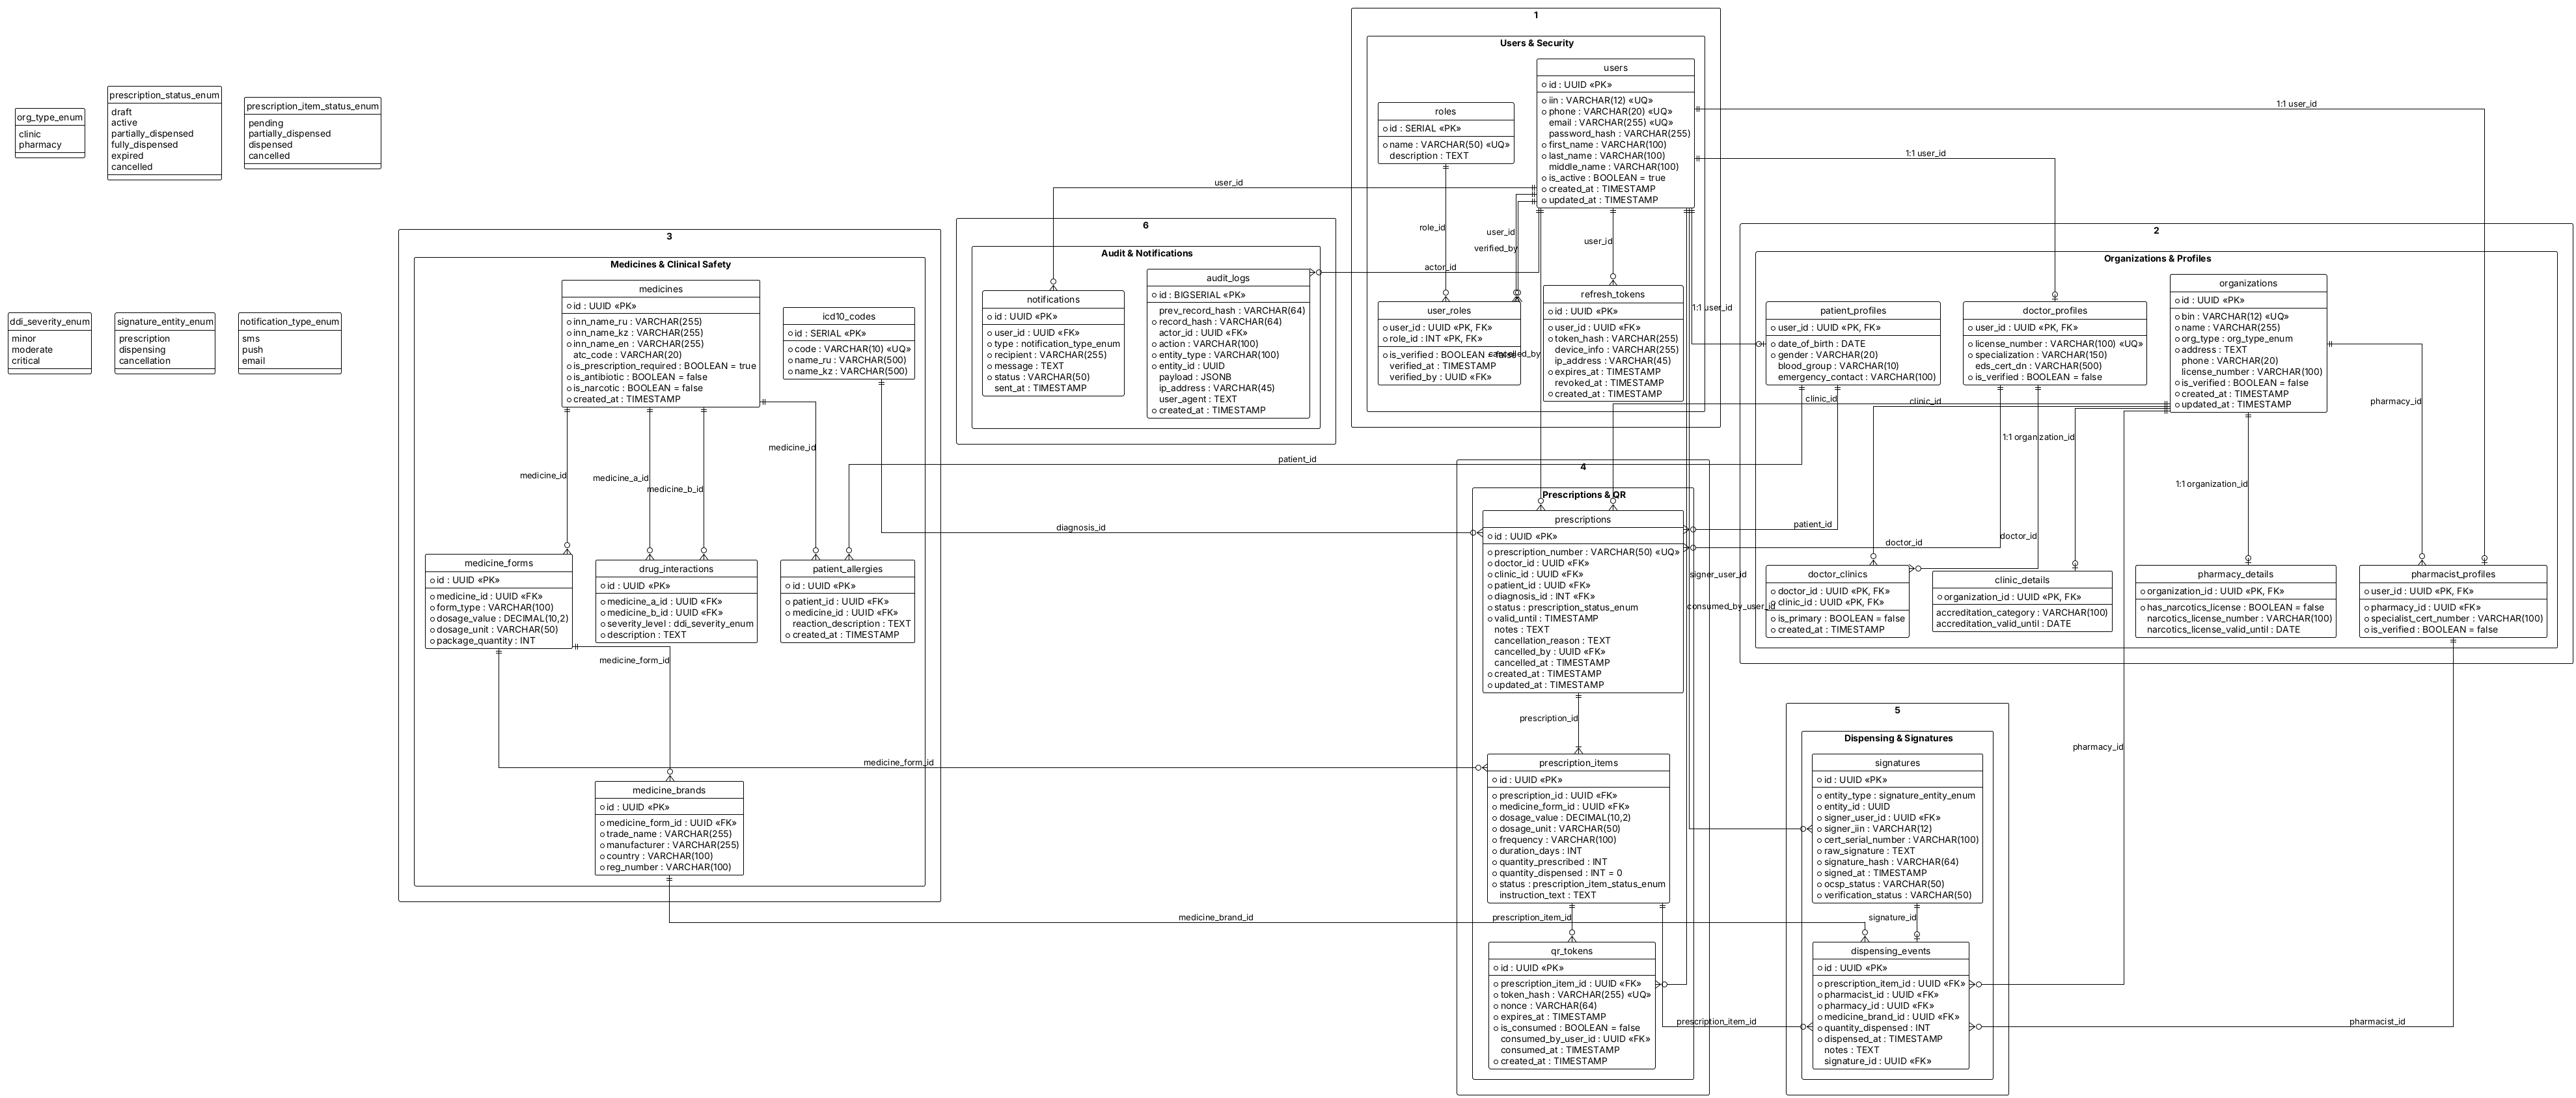 org_type_enum
clinic
pharmacy
prescription_status_enum
draft
active
partially_dispensed
fully_dispensed
expired
cancelled
prescription_item_status_enum
pending
partially_dispensed
dispensed
cancelled
ddi_severity_enum
minor
moderate
critical
signature_entity_enum
prescription
dispensing
cancellation
notification_type_enum
sms
push
email
1
Users & Security
roles
id : SERIAL «PK»
name : VARCHAR(50) «UQ»
description : TEXT
users
id : UUID «PK»
iin : VARCHAR(12) «UQ»
phone : VARCHAR(20) «UQ»
email : VARCHAR(255) «UQ»
password_hash : VARCHAR(255)
first_name : VARCHAR(100)
last_name : VARCHAR(100)
middle_name : VARCHAR(100)
is_active : BOOLEAN = true
created_at : TIMESTAMP
updated_at : TIMESTAMP
user_roles
user_id : UUID «PK, FK»
role_id : INT «PK, FK»
is_verified : BOOLEAN = false
verified_at : TIMESTAMP
verified_by : UUID «FK»
refresh_tokens
id : UUID «PK»
user_id : UUID «FK»
token_hash : VARCHAR(255)
device_info : VARCHAR(255)
ip_address : VARCHAR(45)
expires_at : TIMESTAMP
revoked_at : TIMESTAMP
created_at : TIMESTAMP
role_id
user_id
verified_by
user_id
cancelled_by
1:1 user_id
1:1 user_id
1:1 user_id
user_id
actor_id
6
Audit & Notifications
notifications
id : UUID «PK»
user_id : UUID «FK»
type : notification_type_enum
recipient : VARCHAR(255)
message : TEXT
status : VARCHAR(50)
sent_at : TIMESTAMP
audit_logs
id : BIGSERIAL «PK»
prev_record_hash : VARCHAR(64)
record_hash : VARCHAR(64)
actor_id : UUID «FK»
action : VARCHAR(100)
entity_type : VARCHAR(100)
entity_id : UUID
payload : JSONB
ip_address : VARCHAR(45)
user_agent : TEXT
created_at : TIMESTAMP
3
Medicines & Clinical Safety
medicines
id : UUID «PK»
inn_name_ru : VARCHAR(255)
inn_name_kz : VARCHAR(255)
inn_name_en : VARCHAR(255)
atc_code : VARCHAR(20)
is_prescription_required : BOOLEAN = true
is_antibiotic : BOOLEAN = false
is_narcotic : BOOLEAN = false
created_at : TIMESTAMP
icd10_codes
id : SERIAL «PK»
code : VARCHAR(10) «UQ»
name_ru : VARCHAR(500)
name_kz : VARCHAR(500)
medicine_id
medicine_a_id
medicine_b_id
medicine_id
medicine_forms
id : UUID «PK»
medicine_id : UUID «FK»
form_type : VARCHAR(100)
dosage_value : DECIMAL(10,2)
dosage_unit : VARCHAR(50)
package_quantity : INT
drug_interactions
id : UUID «PK»
medicine_a_id : UUID «FK»
medicine_b_id : UUID «FK»
severity_level : ddi_severity_enum
description : TEXT
patient_allergies
id : UUID «PK»
patient_id : UUID «FK»
medicine_id : UUID «FK»
reaction_description : TEXT
created_at : TIMESTAMP
medicine_form_id
medicine_brands
id : UUID «PK»
medicine_form_id : UUID «FK»
trade_name : VARCHAR(255)
manufacturer : VARCHAR(255)
country : VARCHAR(100)
reg_number : VARCHAR(100)
patient_id
diagnosis_id
medicine_form_id
medicine_brand_id
2
Organizations & Profiles
patient_profiles
user_id : UUID «PK, FK»
date_of_birth : DATE
gender : VARCHAR(20)
blood_group : VARCHAR(10)
emergency_contact : VARCHAR(100)
doctor_profiles
user_id : UUID «PK, FK»
license_number : VARCHAR(100) «UQ»
specialization : VARCHAR(150)
eds_cert_dn : VARCHAR(500)
is_verified : BOOLEAN = false
organizations
id : UUID «PK»
bin : VARCHAR(12) «UQ»
name : VARCHAR(255)
org_type : org_type_enum
address : TEXT
phone : VARCHAR(20)
license_number : VARCHAR(100)
is_verified : BOOLEAN = false
created_at : TIMESTAMP
updated_at : TIMESTAMP
clinic_id
clinic_id
pharmacy_id
1:1 organization_id
1:1 organization_id
patient_id
doctor_id
doctor_id
doctor_clinics
doctor_id : UUID «PK, FK»
clinic_id : UUID «PK, FK»
is_primary : BOOLEAN = false
created_at : TIMESTAMP
clinic_details
organization_id : UUID «PK, FK»
accreditation_category : VARCHAR(100)
accreditation_valid_until : DATE
pharmacy_details
organization_id : UUID «PK, FK»
has_narcotics_license : BOOLEAN = false
narcotics_license_number : VARCHAR(100)
narcotics_license_valid_until : DATE
pharmacist_profiles
user_id : UUID «PK, FK»
pharmacy_id : UUID «FK»
specialist_cert_number : VARCHAR(100)
is_verified : BOOLEAN = false
4
Prescriptions & QR
prescriptions
id : UUID «PK»
prescription_number : VARCHAR(50) «UQ»
doctor_id : UUID «FK»
clinic_id : UUID «FK»
patient_id : UUID «FK»
diagnosis_id : INT «FK»
status : prescription_status_enum
valid_until : TIMESTAMP
notes : TEXT
cancellation_reason : TEXT
cancelled_by : UUID «FK»
cancelled_at : TIMESTAMP
created_at : TIMESTAMP
updated_at : TIMESTAMP
signer_user_id
consumed_by_user_id
prescription_id
prescription_items
id : UUID «PK»
prescription_id : UUID «FK»
medicine_form_id : UUID «FK»
dosage_value : DECIMAL(10,2)
dosage_unit : VARCHAR(50)
frequency : VARCHAR(100)
duration_days : INT
quantity_prescribed : INT
quantity_dispensed : INT = 0
status : prescription_item_status_enum
instruction_text : TEXT
prescription_item_id
qr_tokens
id : UUID «PK»
prescription_item_id : UUID «FK»
token_hash : VARCHAR(255) «UQ»
nonce : VARCHAR(64)
expires_at : TIMESTAMP
is_consumed : BOOLEAN = false
consumed_by_user_id : UUID «FK»
consumed_at : TIMESTAMP
created_at : TIMESTAMP
prescription_item_id
5
Dispensing & Signatures
signatures
id : UUID «PK»
entity_type : signature_entity_enum
entity_id : UUID
signer_user_id : UUID «FK»
signer_iin : VARCHAR(12)
cert_serial_number : VARCHAR(100)
raw_signature : TEXT
signature_hash : VARCHAR(64)
signed_at : TIMESTAMP
ocsp_status : VARCHAR(50)
verification_status : VARCHAR(50)
signature_id
dispensing_events
id : UUID «PK»
prescription_item_id : UUID «FK»
pharmacist_id : UUID «FK»
pharmacy_id : UUID «FK»
medicine_brand_id : UUID «FK»
quantity_dispensed : INT
dispensed_at : TIMESTAMP
notes : TEXT
signature_id : UUID «FK»
pharmacy_id
pharmacist_id